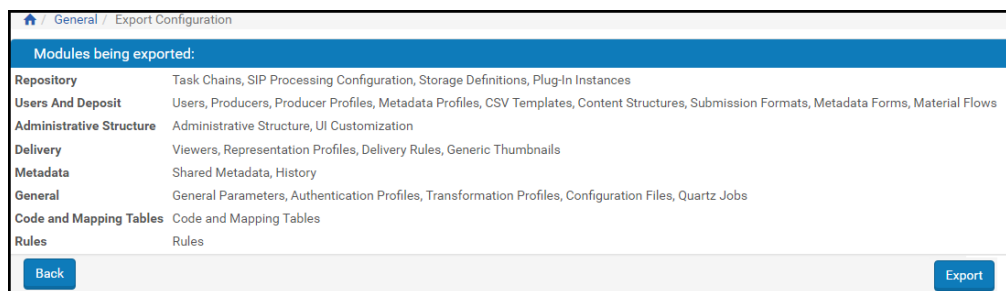 / General / Export Configuration
Modules being exported:
Repository Task Chains, SIP Processing Configuration, Storage Definitions, Plug-In Instances
Users And Deposit Users, Producers, Producer Profiles, Metadata Profiles, CSV Templates, Content Structures, Submission Formats, Metadata Forms, Material Flows
Administrative Structure Administrative Structure, UI Customization
Delivery Viewers, Representation Profiles, Delivery Rules, Generic Thumbnails
Metadata Shared Metadata, History
General General Parameters, Authentication Profiles, Transformation Profiles, Configuration Files, Quartz Jobs
Code and Mapping Tables Code and Mapping Tables
Rules Rules
Back Export